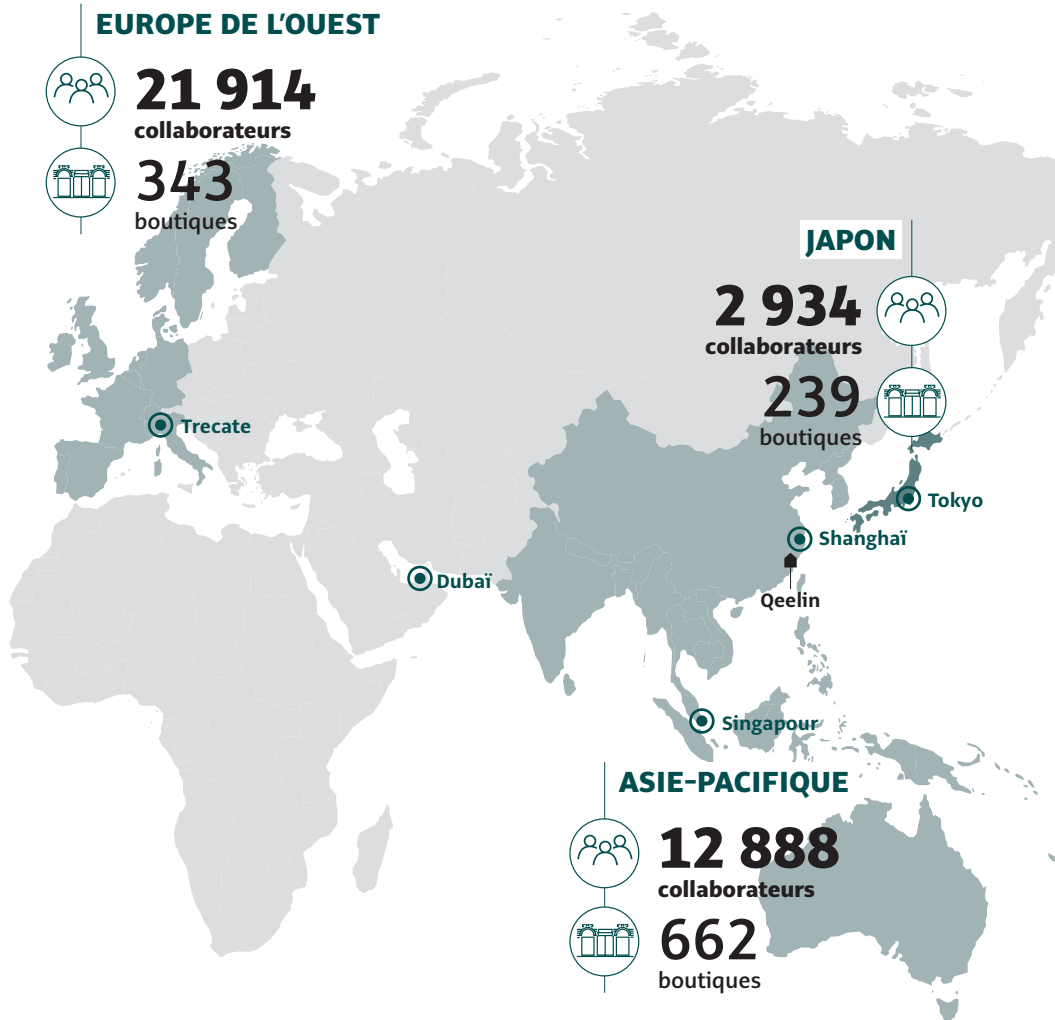 EUROPE DE L'OUEST
21 914
collaborateurs
343
boutiques
JAPON
2 934
collaborateurs
239
boutiques
Trecate
Tokyo
Shanghaï
Dubaï
Qeelin
Singapour
ASIE-PACIFIQUE
12 888
collaborateurs
662
boutiques